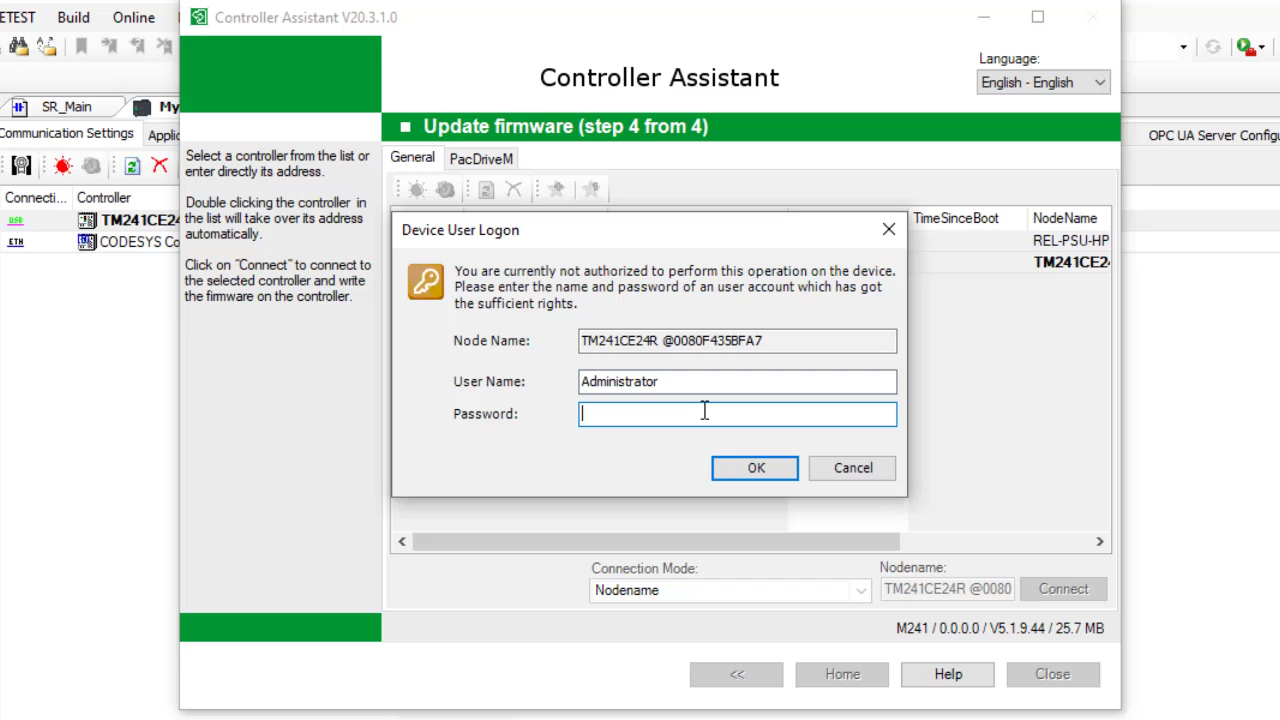 ETEST Build Online
Controller Assistant V20.3.1.0
Language:
English - English
Controller Assistant
Update firmware (step 4 from 4)
SR_Main
My
Communication Settings
OPC UA Server Configu
General
PacDriveM
Select a controller from the list or
enter directly its address.
Double clicking the controller in
the list will take over its address
automatically.
Click on "Connect" to connect to
the selected controller and write
the firmware on the controller.
Connecti... Controller
USB TM241CE24
ETH CODESYS Co
TimeSinceBoot NodeName
REL-PSU-HP
TM241CE24
Device User Logon
You are currently not authorized to perform this operation on the device.
Please enter the name and password of an user account which has got
the sufficient rights.
Node Name: TM241CE24R @0080F435BFA7
User Name: Administrator
Password:
OK Cancel
Connection Mode:
Nodename
Nodename:
TM241CE24R @0080
Connect
M241 / 0.0.0.0 / V5.1.9.44 / 25.7 MB
<< Home Help Close